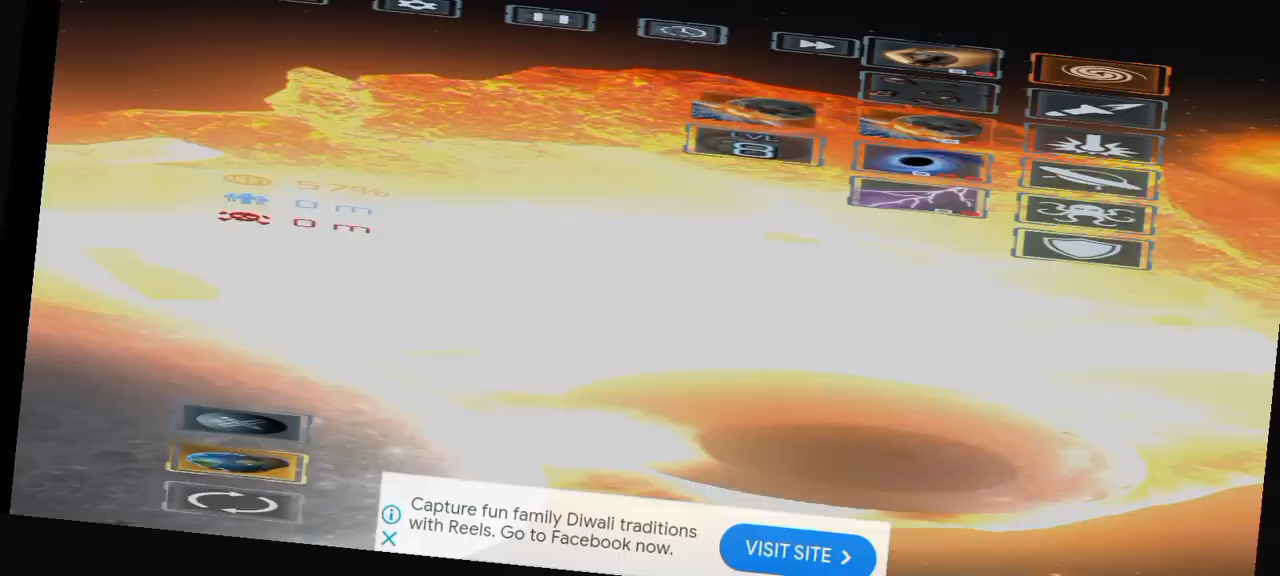 LVL
8
57%
0 m
0 m
Capture fun family Diwali traditions
with Reels. Go to Facebook now.
VISIT SITE